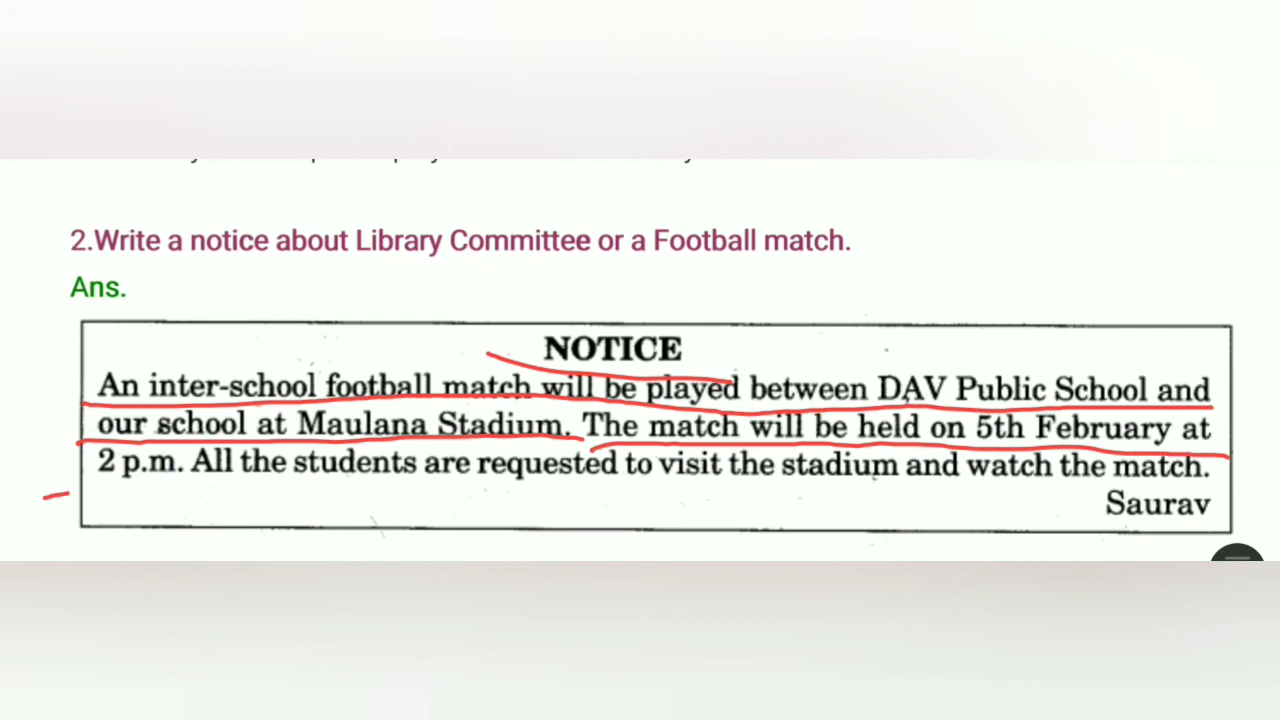 2.Write a notice about Library Committee or a Football match.
Ans.
NOTICE
An inter-school football match will be played between DAV Public School and
our school at Maulana Stadium. The match will be held on 5th February at
2 p.m. All the students are requested to visit the stadium and watch the match.
Saurav